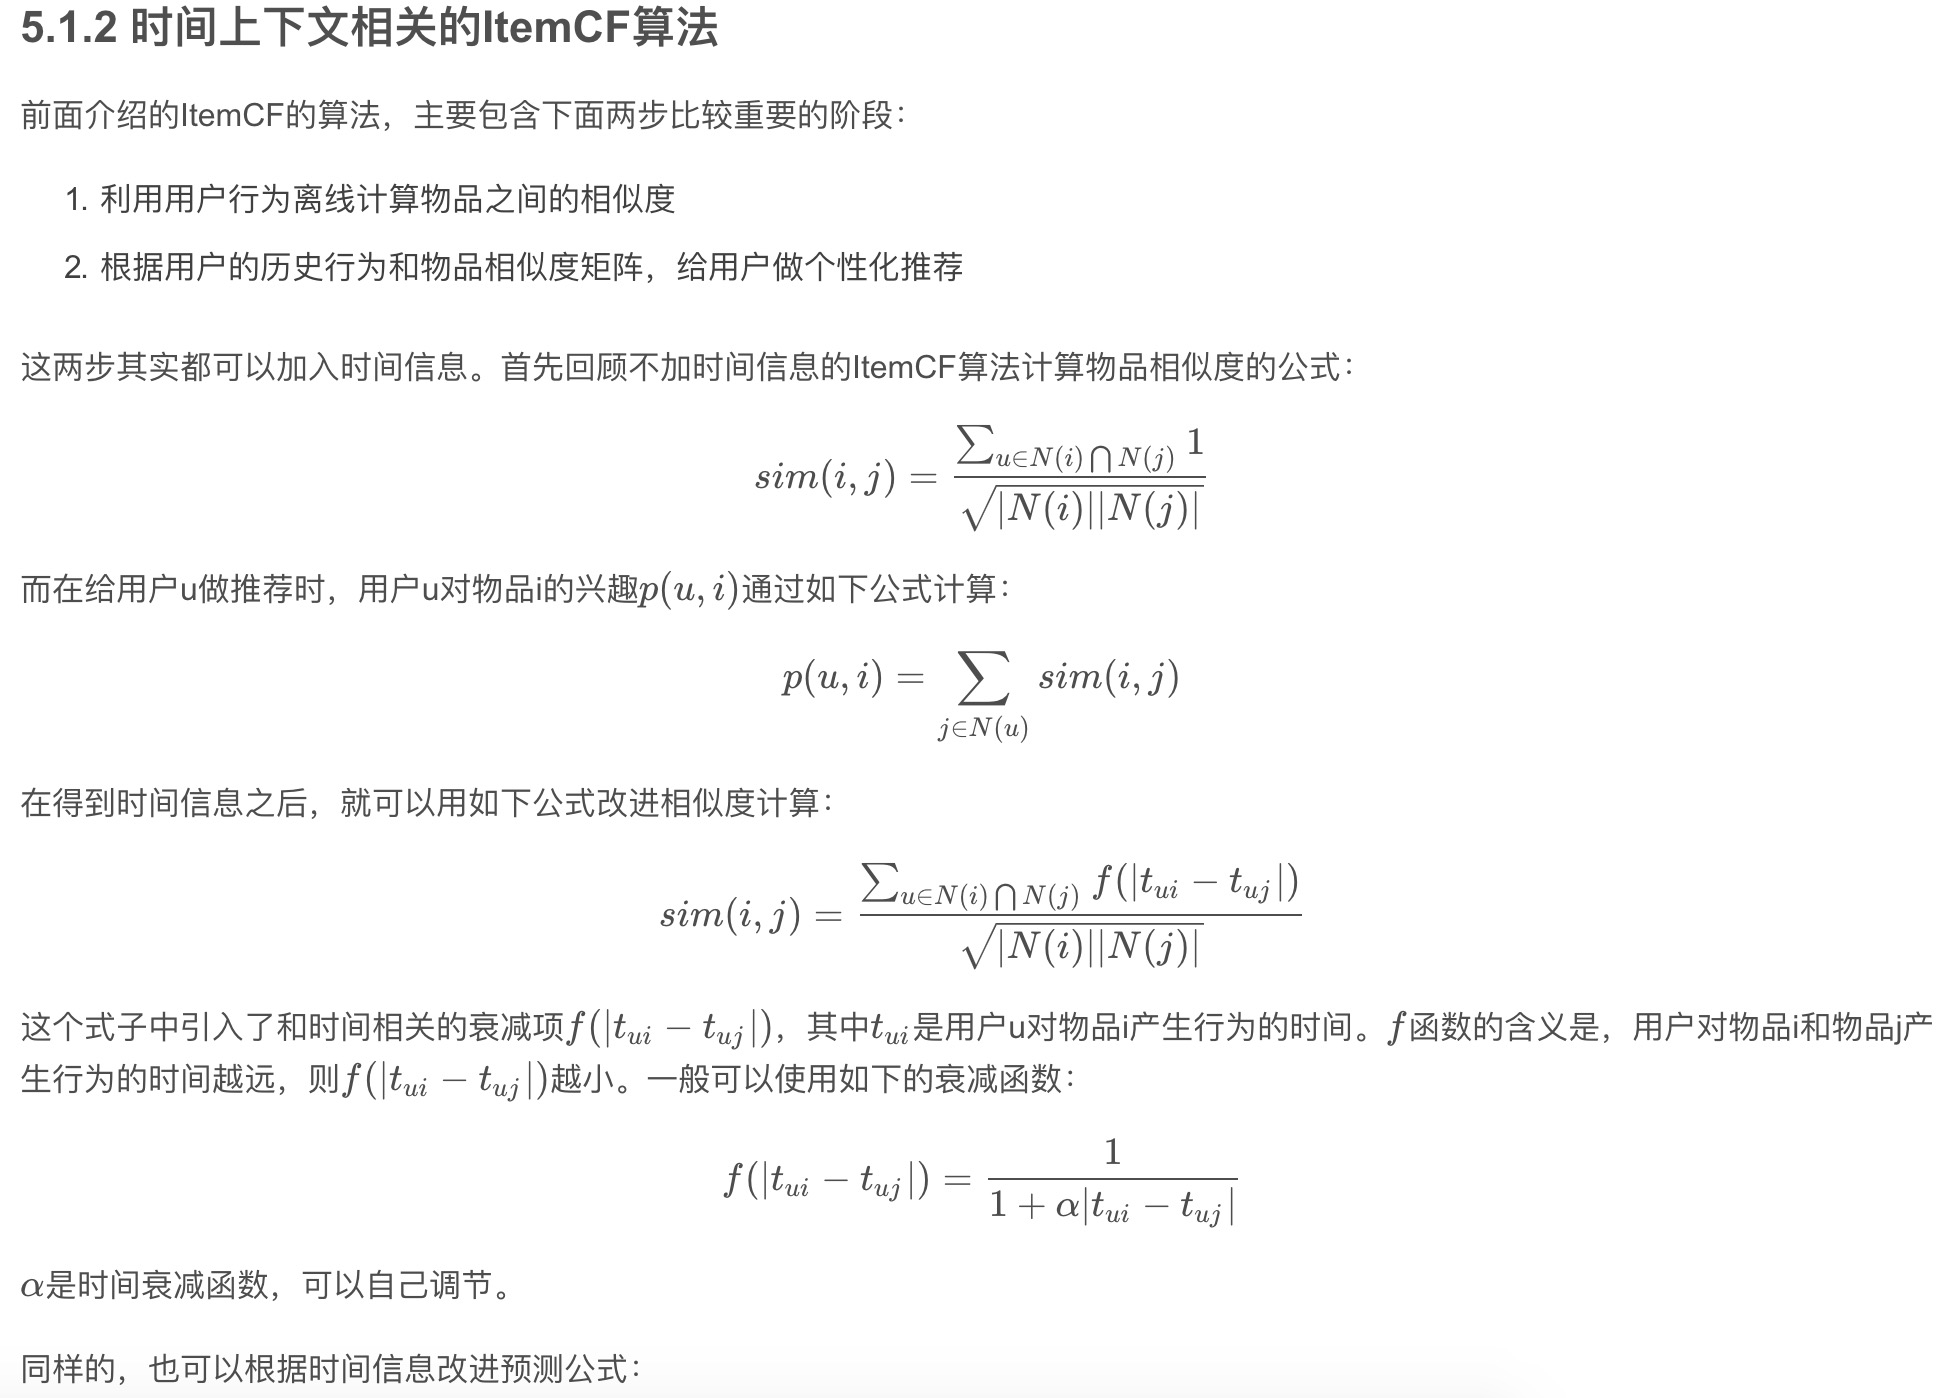 5.1.2 时间上下文相关的ItemCF算法
前面介绍的ItemCF的算法，主要包含下面两步比较重要的阶段：
1. 利用用户行为离线计算物品之间的相似度
2. 根据用户的历史行为和物品相似度矩阵，给用户做个性化推荐
这两步其实都可以加入时间信息。首先回顾不加时间信息的ItemCF算法计算物品相似度的公式：
$$sim(i,j) = \frac{\sum_{u \in N(i) \bigcap N(j)} 1}{\sqrt{|N(i)||N(j)|}}$$
而在给用户u做推荐时，用户u对物品i的兴趣$p(u,i)$通过如下公式计算：
$$p(u,i) = \sum_{j \in N(u)} sim(i,j)$$
在得到时间信息之后，就可以用如下公式改进相似度计算：
$$sim(i,j) = \frac{\sum_{u \in N(i) \bigcap N(j)} f(|t_{ui} - t_{uj}|)}{\sqrt{|N(i)||N(j)|}}$$
这个式子中引入了和时间相关的衰减项$f(|t_{ui} - t_{uj}|)$，其中$t_{ui}$是用户u对物品i产生行为的时间。$f$函数的含义是，用户对物品i和物品j产
生行为的时间越远，则$f(|t_{ui} - t_{uj}|)$越小。一般可以使用如下的衰减函数：
$$f(|t_{ui} - t_{uj}|) = \frac{1}{1 + \alpha|t_{ui} - t_{uj}|}$$
$\alpha$是时间衰减函数，可以自己调节。
同样的，也可以根据时间信息改进预测公式：